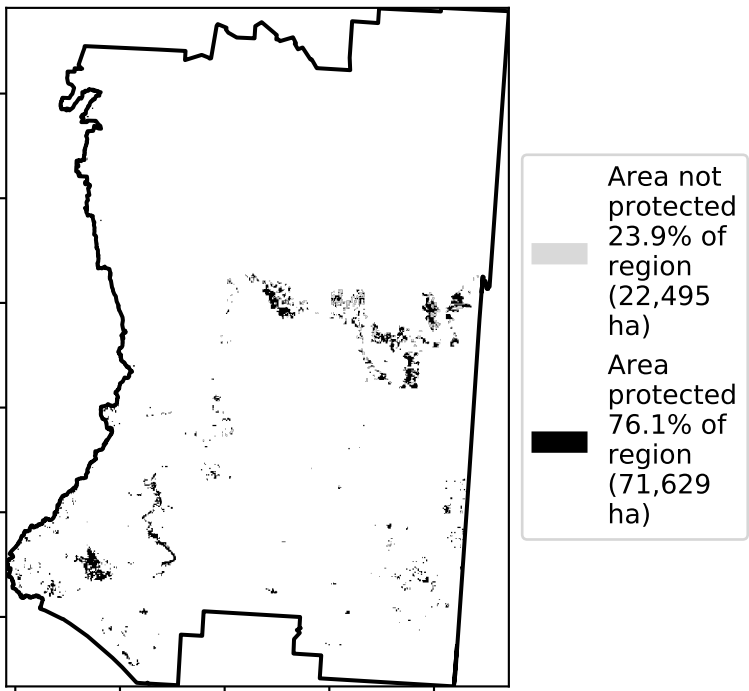 Area not
protected
23.9% of
region
(22,495
ha)
Area
protected
76.1% of
region
(71,629
ha)